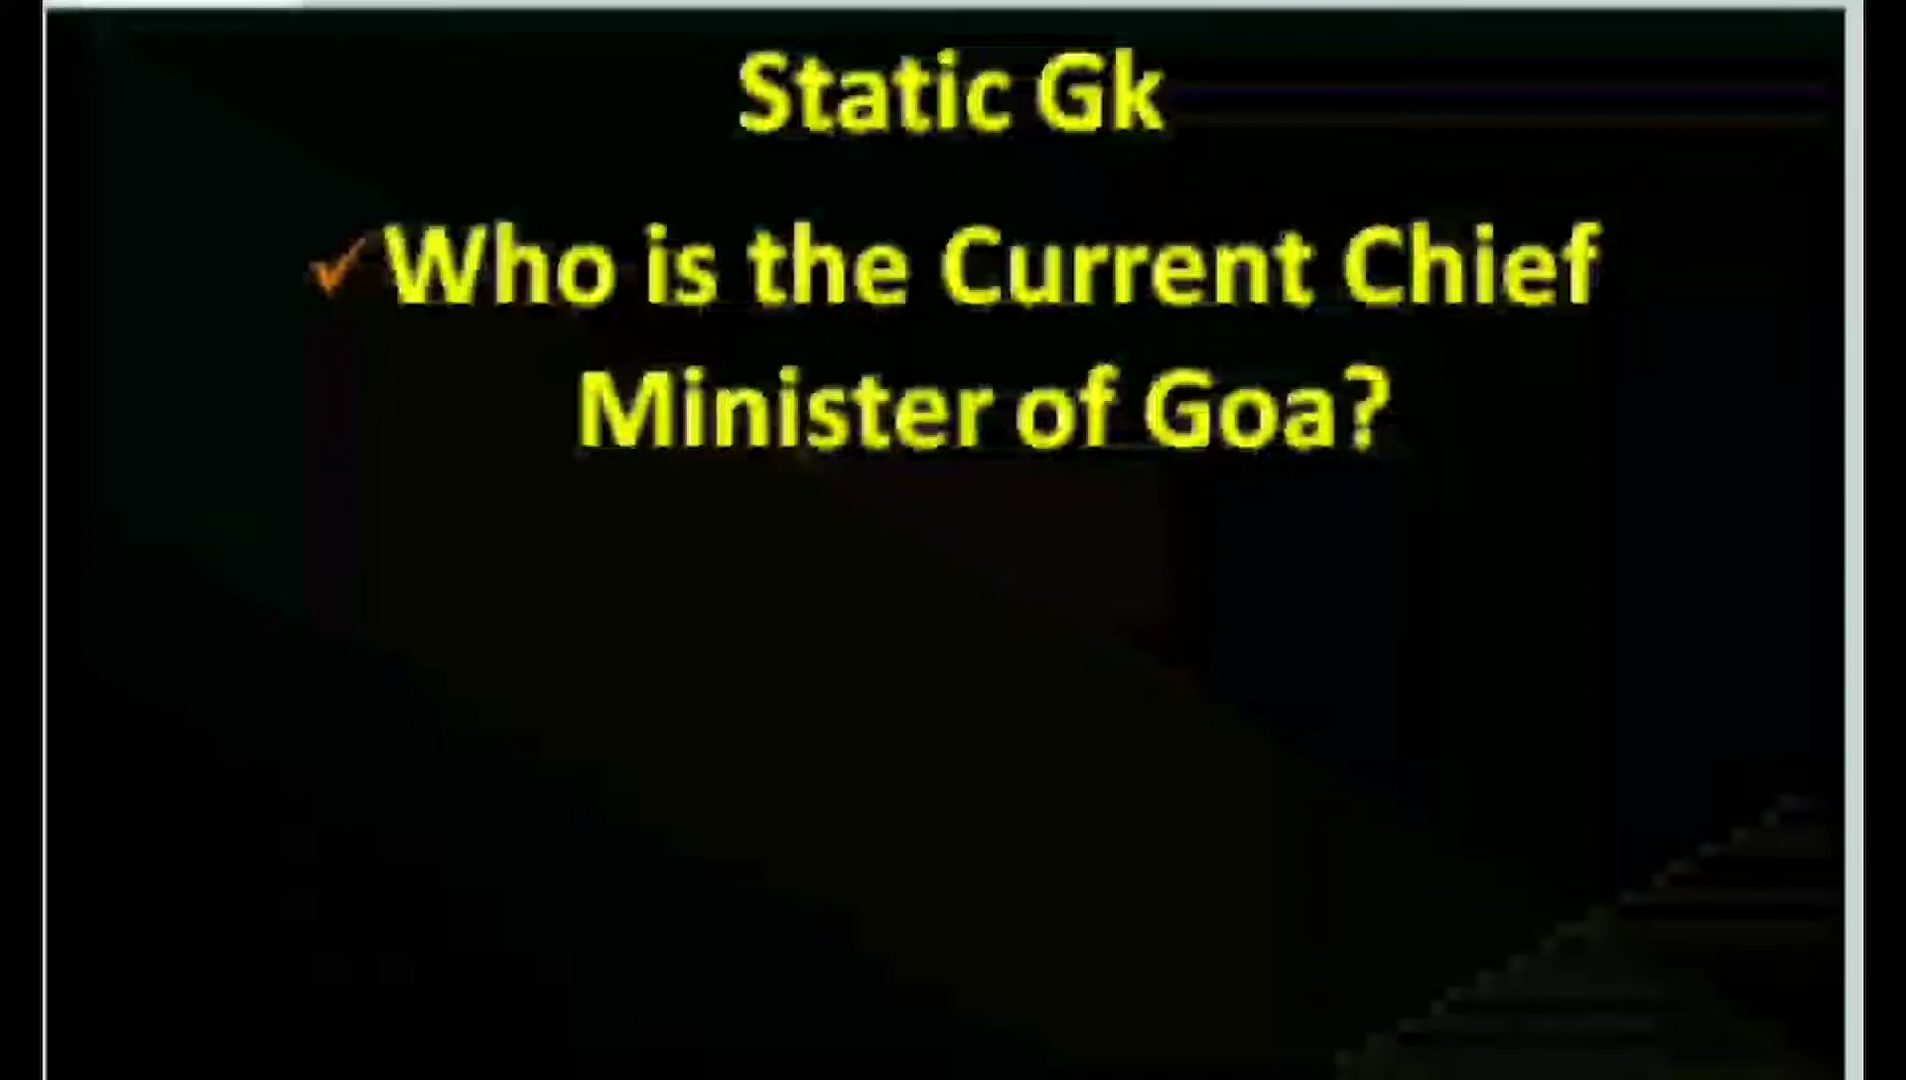 Static Gk
✓Who is the Current Chief
Minister of Goa?